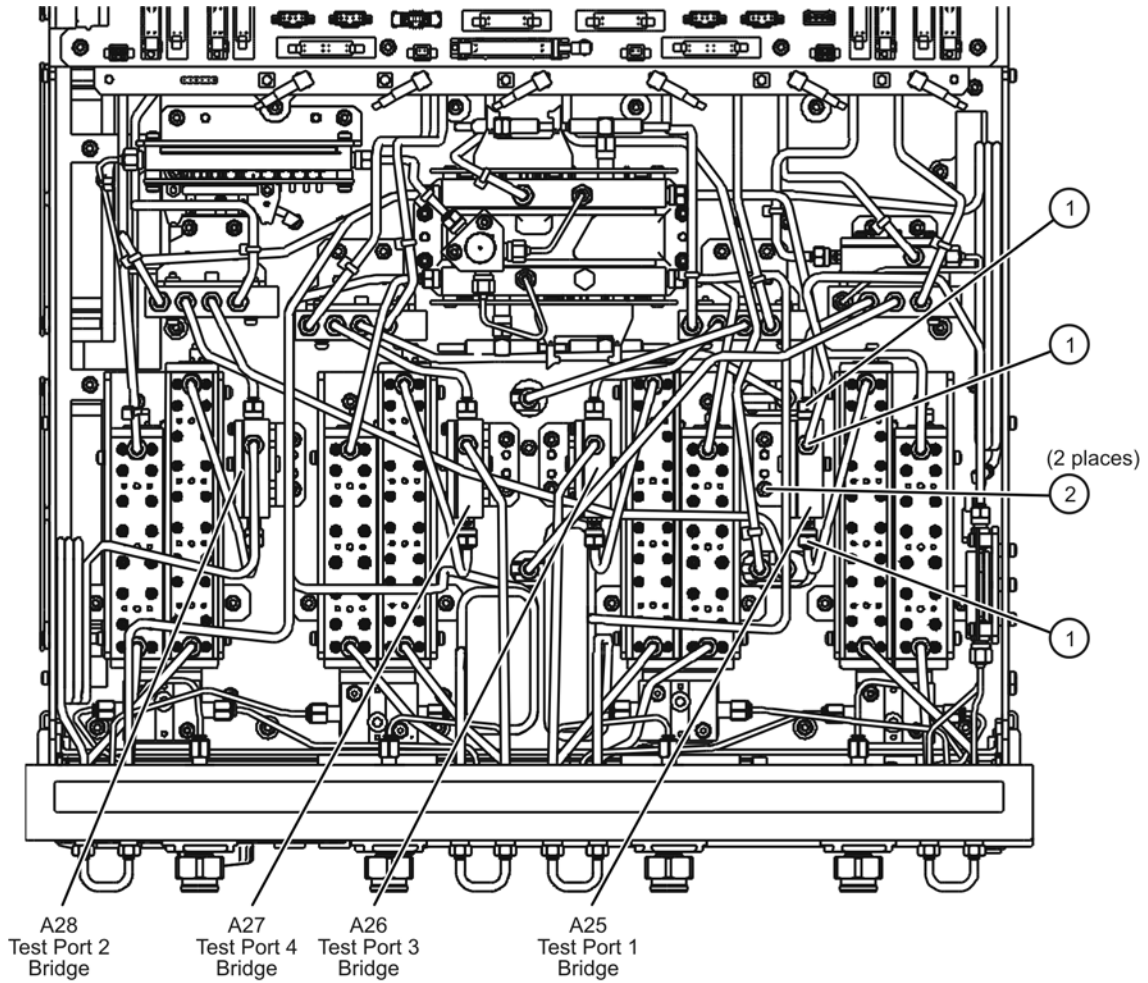 1
1
(2 places)
2
1
A28
Test Port 2
Bridge
A27
Test Port 4
Bridge
A26
Test Port 3
Bridge
A25
Test Port 1
Bridge